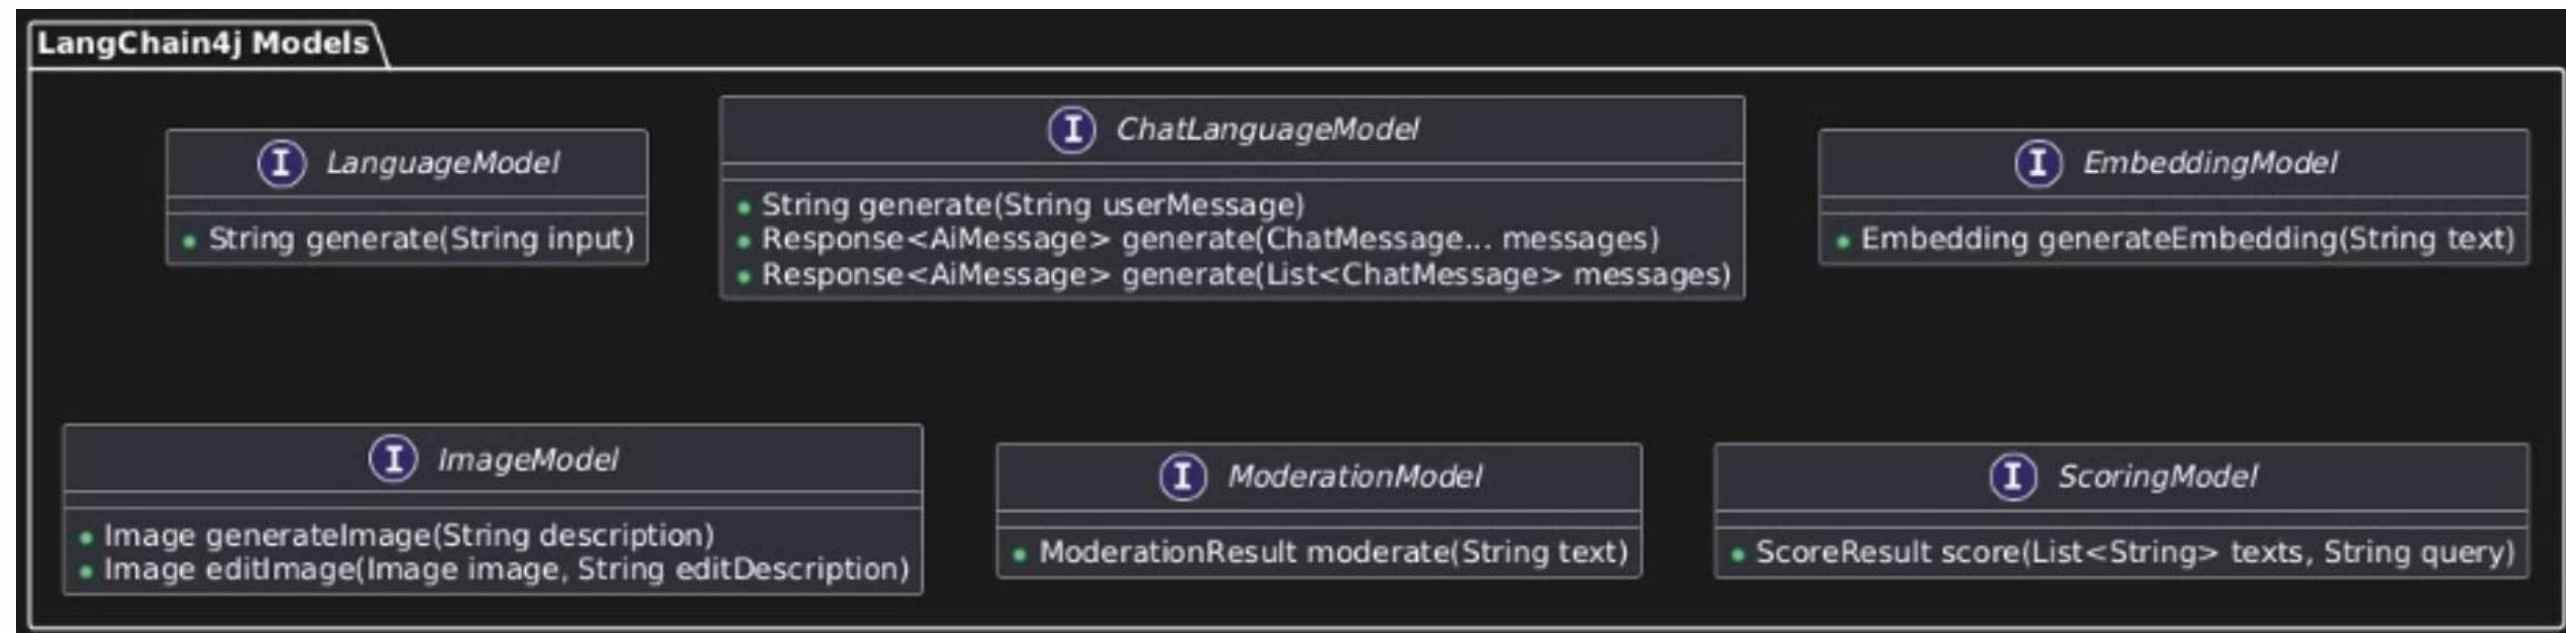 LangChain4j Models
I LanguageModel
String generate(String input)
I ChatLanguageModel
String generate(String userMessage)
Response<AiMessage> generate(ChatMessage... messages)
Response<AiMessage> generate(List<ChatMessage> messages)
I EmbeddingModel
Embedding generateEmbedding(String text)
I ImageModel
Image generateImage(String description)
Image editImage(Image image, String editDescription)
I ModerationModel
ModerationResult moderate(String text)
I ScoringModel
ScoreResult score(List<String> texts, String query)